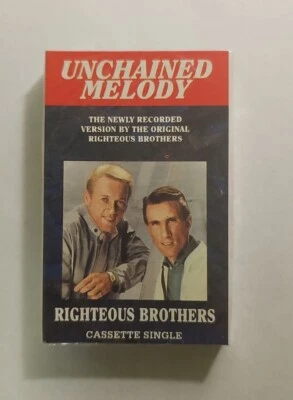 UNCHAINED
MELODY
THE NEWLY RECORDED
VERSION BY THE ORIGINAL
RIGHTEOUS BROTHERS
RIGHTEOUS BROTHERS
CASSETTE SINGLE